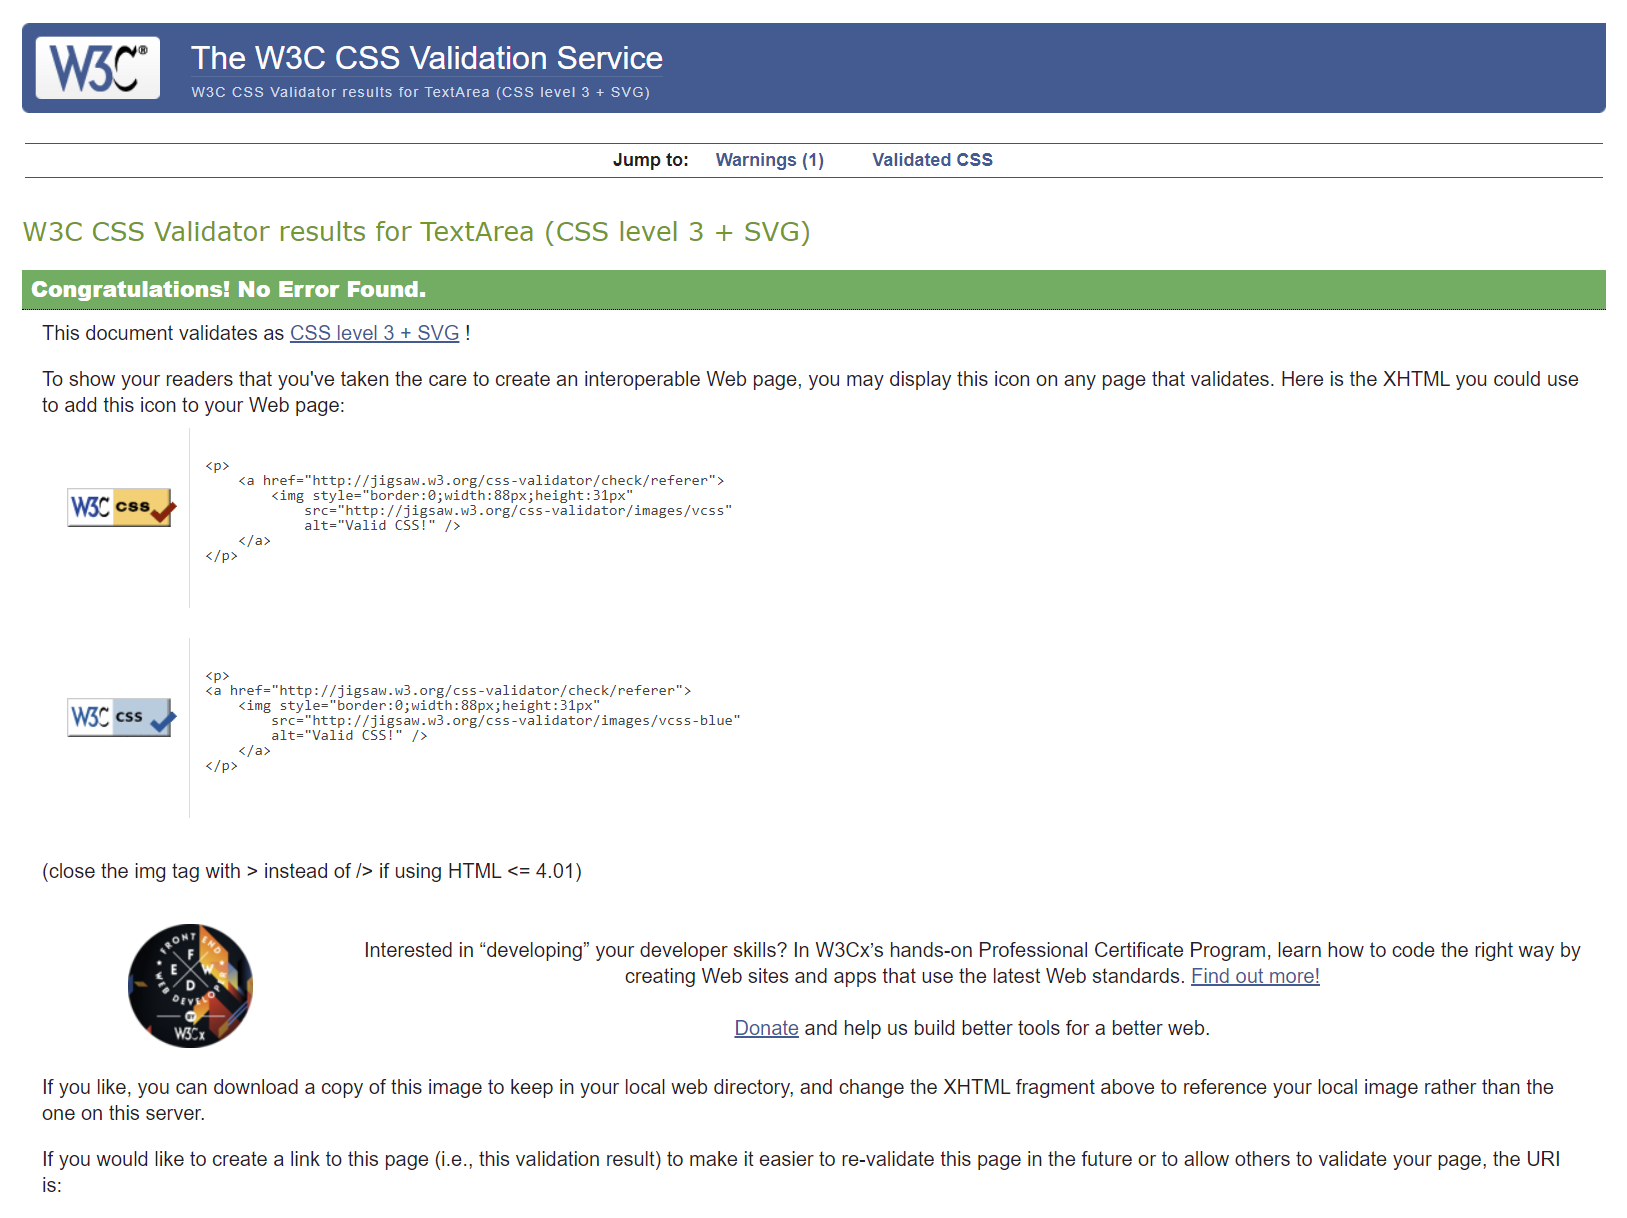 W3C®
The W3C CSS Validation Service
W3C CSS Validator results for TextArea (CSS level 3 + SVG)
Jump to: Warnings (1) Validated CSS
W3C CSS Validator results for TextArea (CSS level 3 + SVG)
Congratulations! No Error Found.
This document validates as CSS level 3 + SVG !
To show your readers that you've taken the care to create an interoperable Web page, you may display this icon on any page that validates. Here is the XHTML you could use
to add this icon to your Web page:
W3C css
<p>
    <a href="http://jigsaw.w3.org/css-validator/check/referer">
        <img style="border:0;width:88px;height:31px"
            src="http://jigsaw.w3.org/css-validator/images/vcss"
            alt="Valid CSS!" />
    </a>
</p>
W3C css
<p>
<a href="http://jigsaw.w3.org/css-validator/check/referer">
    <img style="border:0;width:88px;height:31px"
        src="http://jigsaw.w3.org/css-validator/images/vcss-blue"
        alt="Valid CSS!" />
    </a>
</p>
(close the img tag with > instead of /> if using HTML <= 4.01)
FRONT END
F
E W
D
WEB DEVELOPER
BY
W3Cx
Interested in “developing” your developer skills? In W3Cx’s hands-on Professional Certificate Program, learn how to code the right way by
creating Web sites and apps that use the latest Web standards. Find out more!
Donate and help us build better tools for a better web.
If you like, you can download a copy of this image to keep in your local web directory, and change the XHTML fragment above to reference your local image rather than the
one on this server.
If you would like to create a link to this page (i.e., this validation result) to make it easier to re-validate this page in the future or to allow others to validate your page, the URI
is: